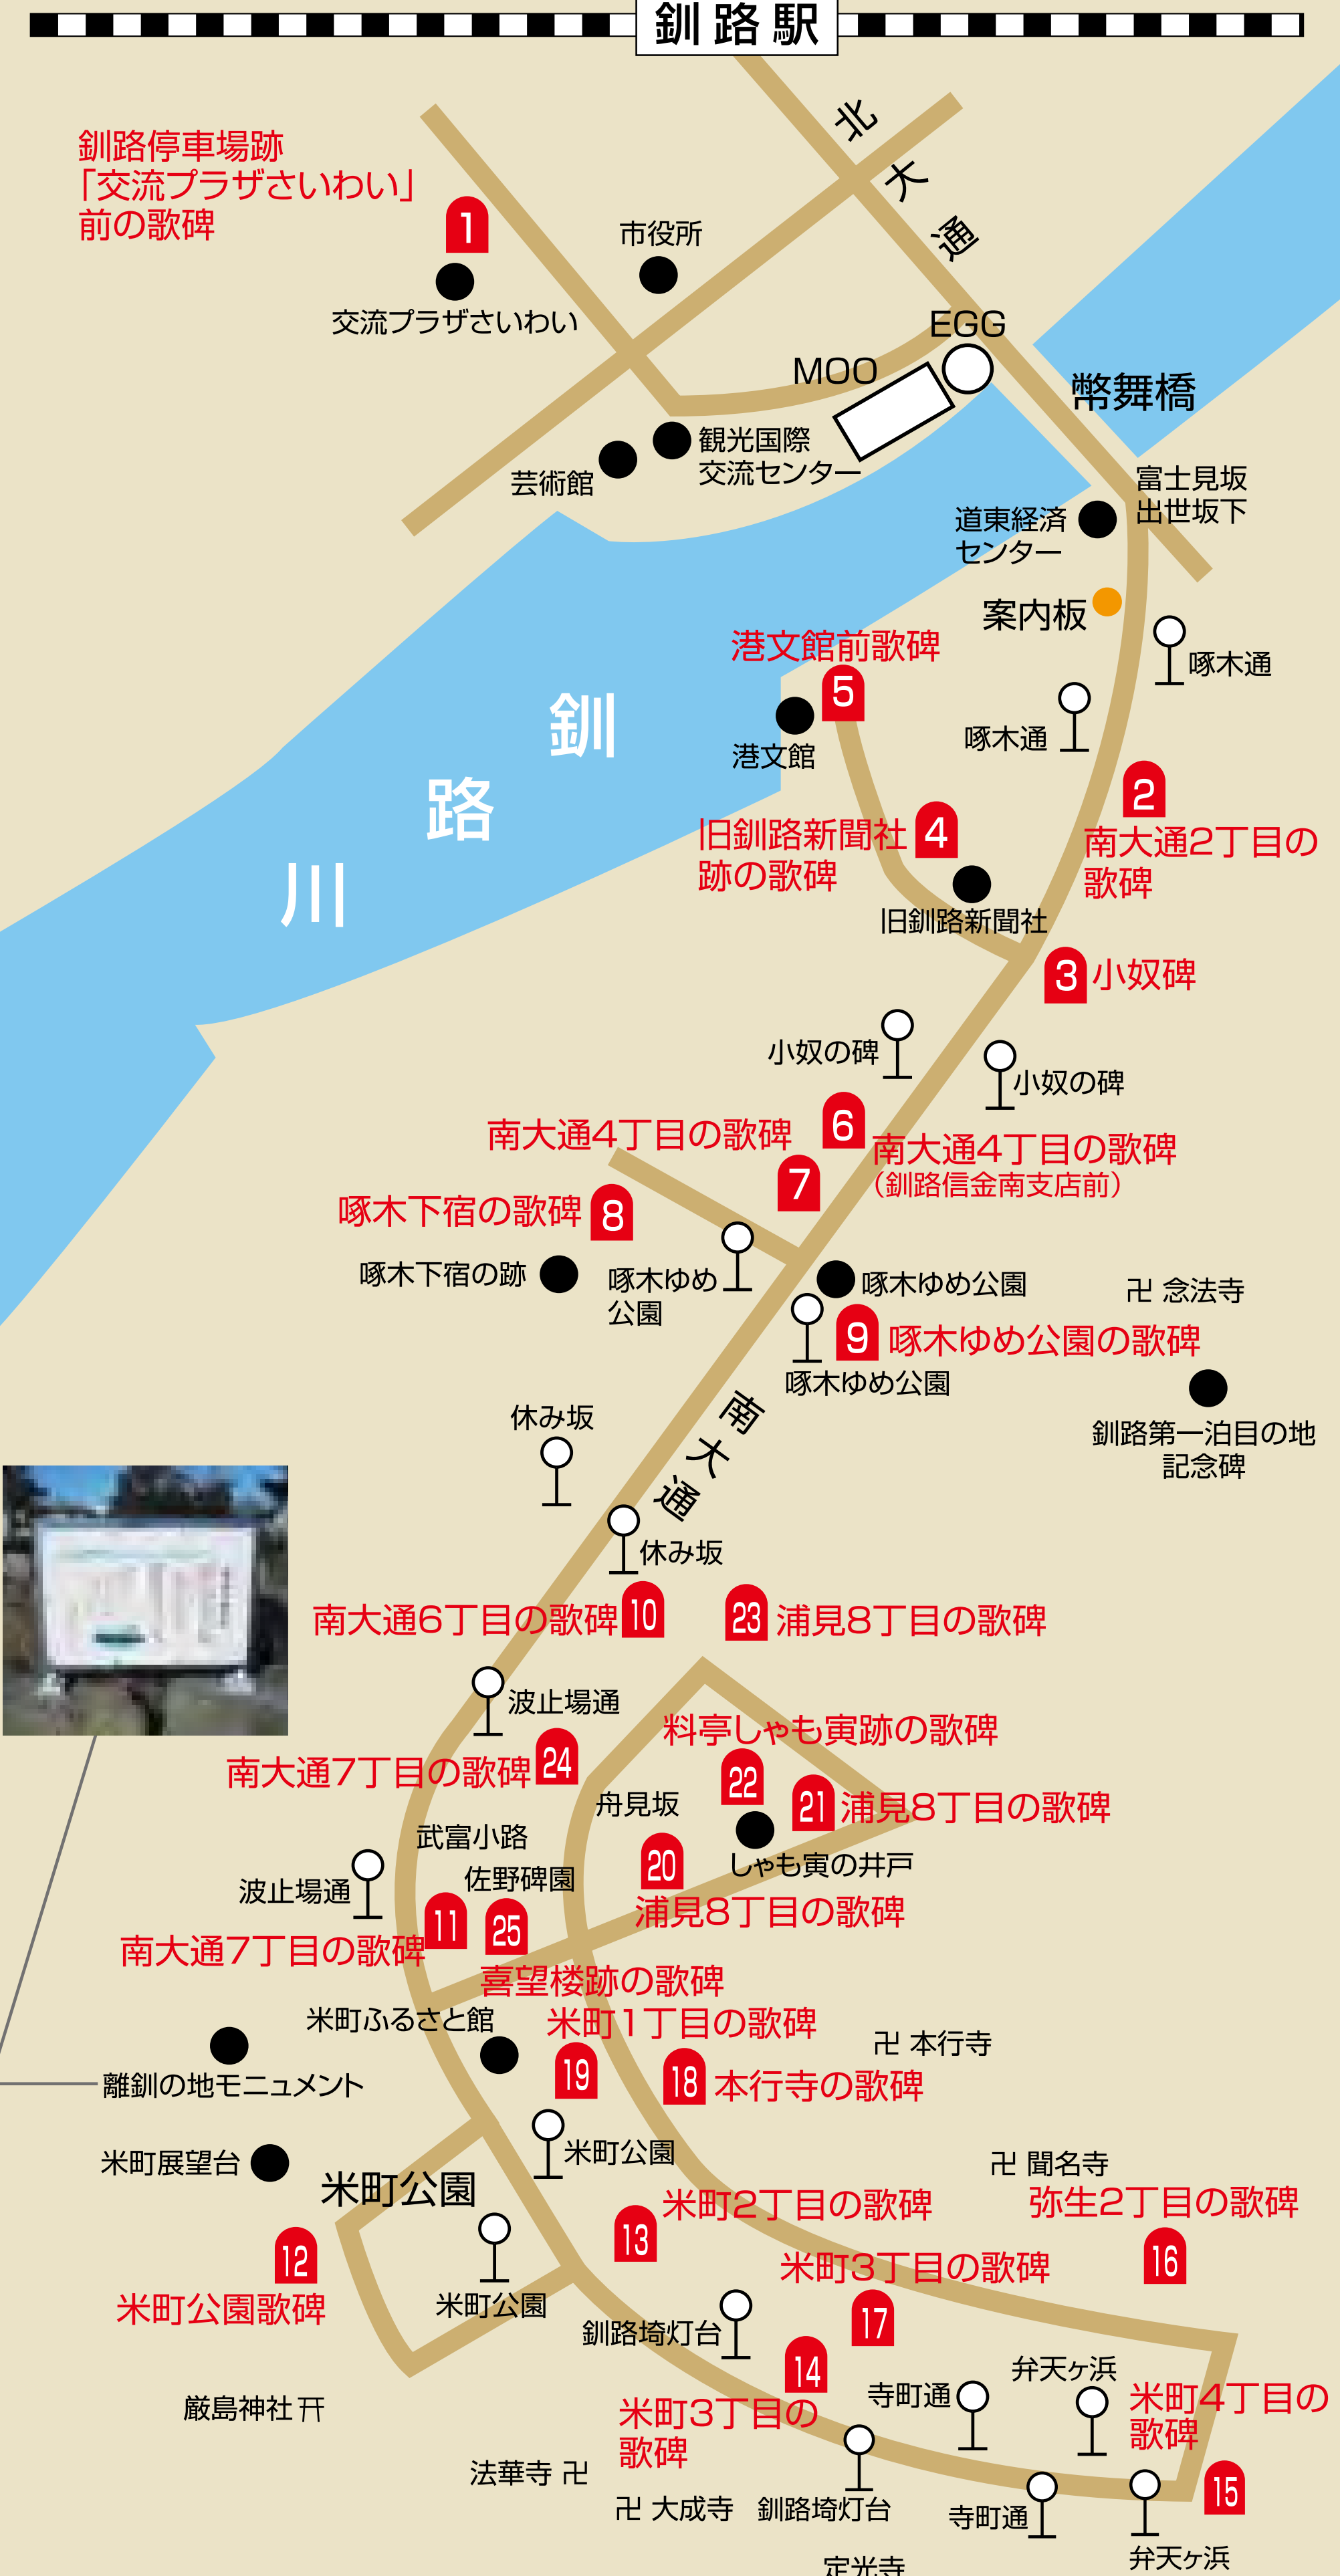 釧路駅
北大通
釧路停車場跡
「交流プラザさいわい」
前の歌碑
1
市役所
交流プラザさいわい
EGG
MOO
幣舞橋
観光国際
交流センター
芸術館
富士見坂
出世坂下
道東経済
センター
案内板
港文館前歌碑
5
啄木通
港文館
啄木通
釧路川
2
南大通2丁目の
歌碑
旧釧路新聞社
跡の歌碑
4
旧釧路新聞社
3
小奴碑
小奴の碑
小奴の碑
6
南大通4丁目の歌碑
南大通4丁目の歌碑
(釧路信金南支店前)
7
啄木下宿の歌碑
8
啄木下宿の跡
啄木ゆめ
公園
啄木ゆめ公園
卍 念法寺
9
啄木ゆめ公園の歌碑
啄木ゆめ公園
釧路第一泊目の地
記念碑
南大通
休み坂
休み坂
南大通6丁目の歌碑
10
23
浦見8丁目の歌碑
波止場通
料亭しゃも寅跡の歌碑
南大通7丁目の歌碑
24
22
舟見坂
21
浦見8丁目の歌碑
武富小路
しゃも寅の井戸
佐野碑園
20
波止場通
浦見8丁目の歌碑
11
25
南大通7丁目の歌碑
喜望楼跡の歌碑
米町ふるさと館
米町1丁目の歌碑
卍 本行寺
19
18
本行寺の歌碑
離釧の地モニュメント
米町公園
米町展望台
米町公園
卍 聞名寺
米町2丁目の歌碑
弥生2丁目の歌碑
13
12
16
米町3丁目の歌碑
米町公園歌碑
米町公園
17
釧路埼灯台
14
弁天ヶ浜
寺町通
米町4丁目の
歌碑
厳島神社
米町3丁目の
歌碑
法華寺 卍
15
卍 大成寺
釧路埼灯台
寺町通
弁天ヶ浜
定光寺